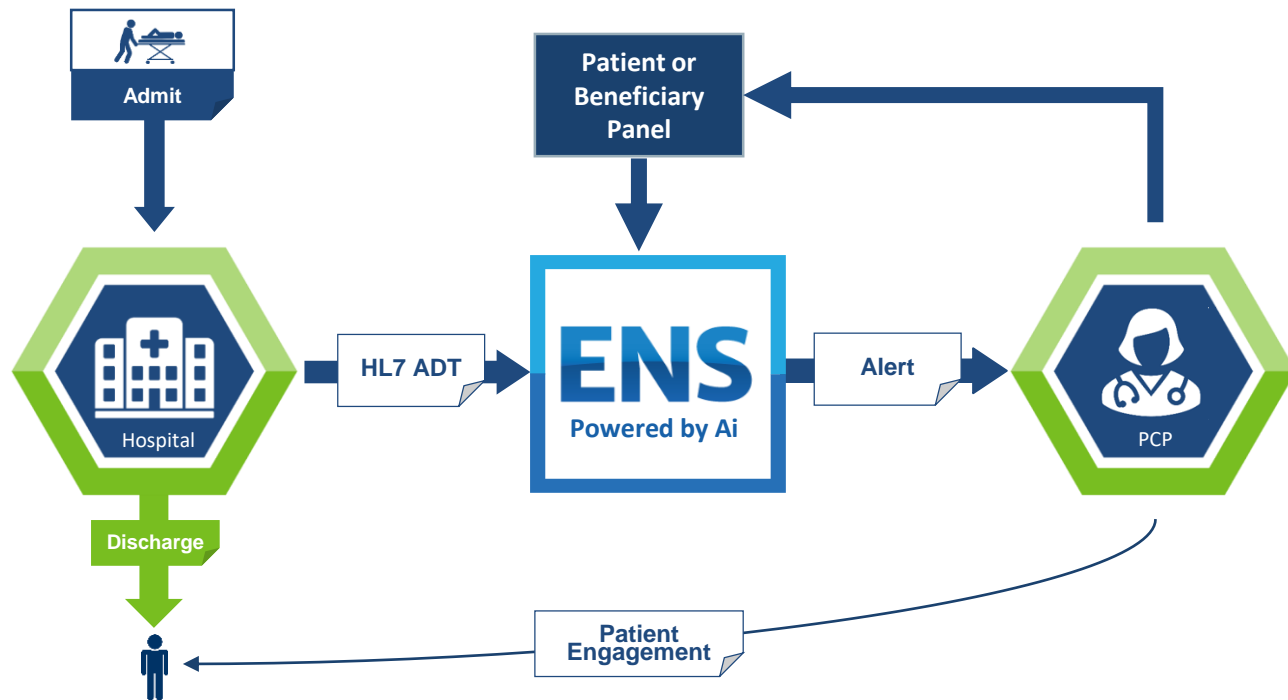 Admit
Patient or
Beneficiary
Panel
Hospital
HL7 ADT
ENS
Powered by Ai
Alert
PCP
Discharge
Patient
Engagement